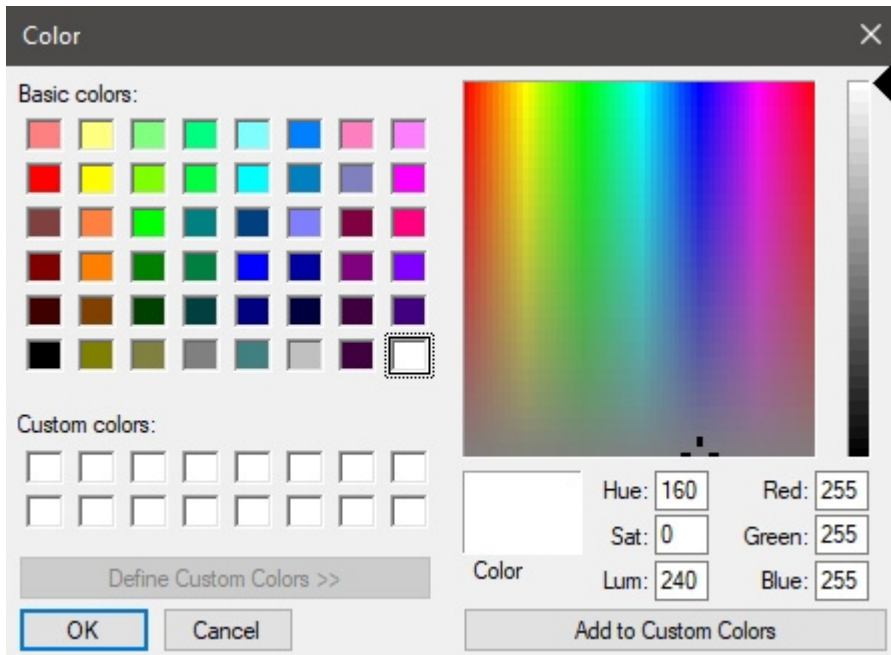 Color
Basic colors:
Custom colors:
Define Custom Colors >>
OK Cancel
Color
Hue: 160 Red: 255
Sat: 0 Green: 255
Lum: 240 Blue: 255
Add to Custom Colors